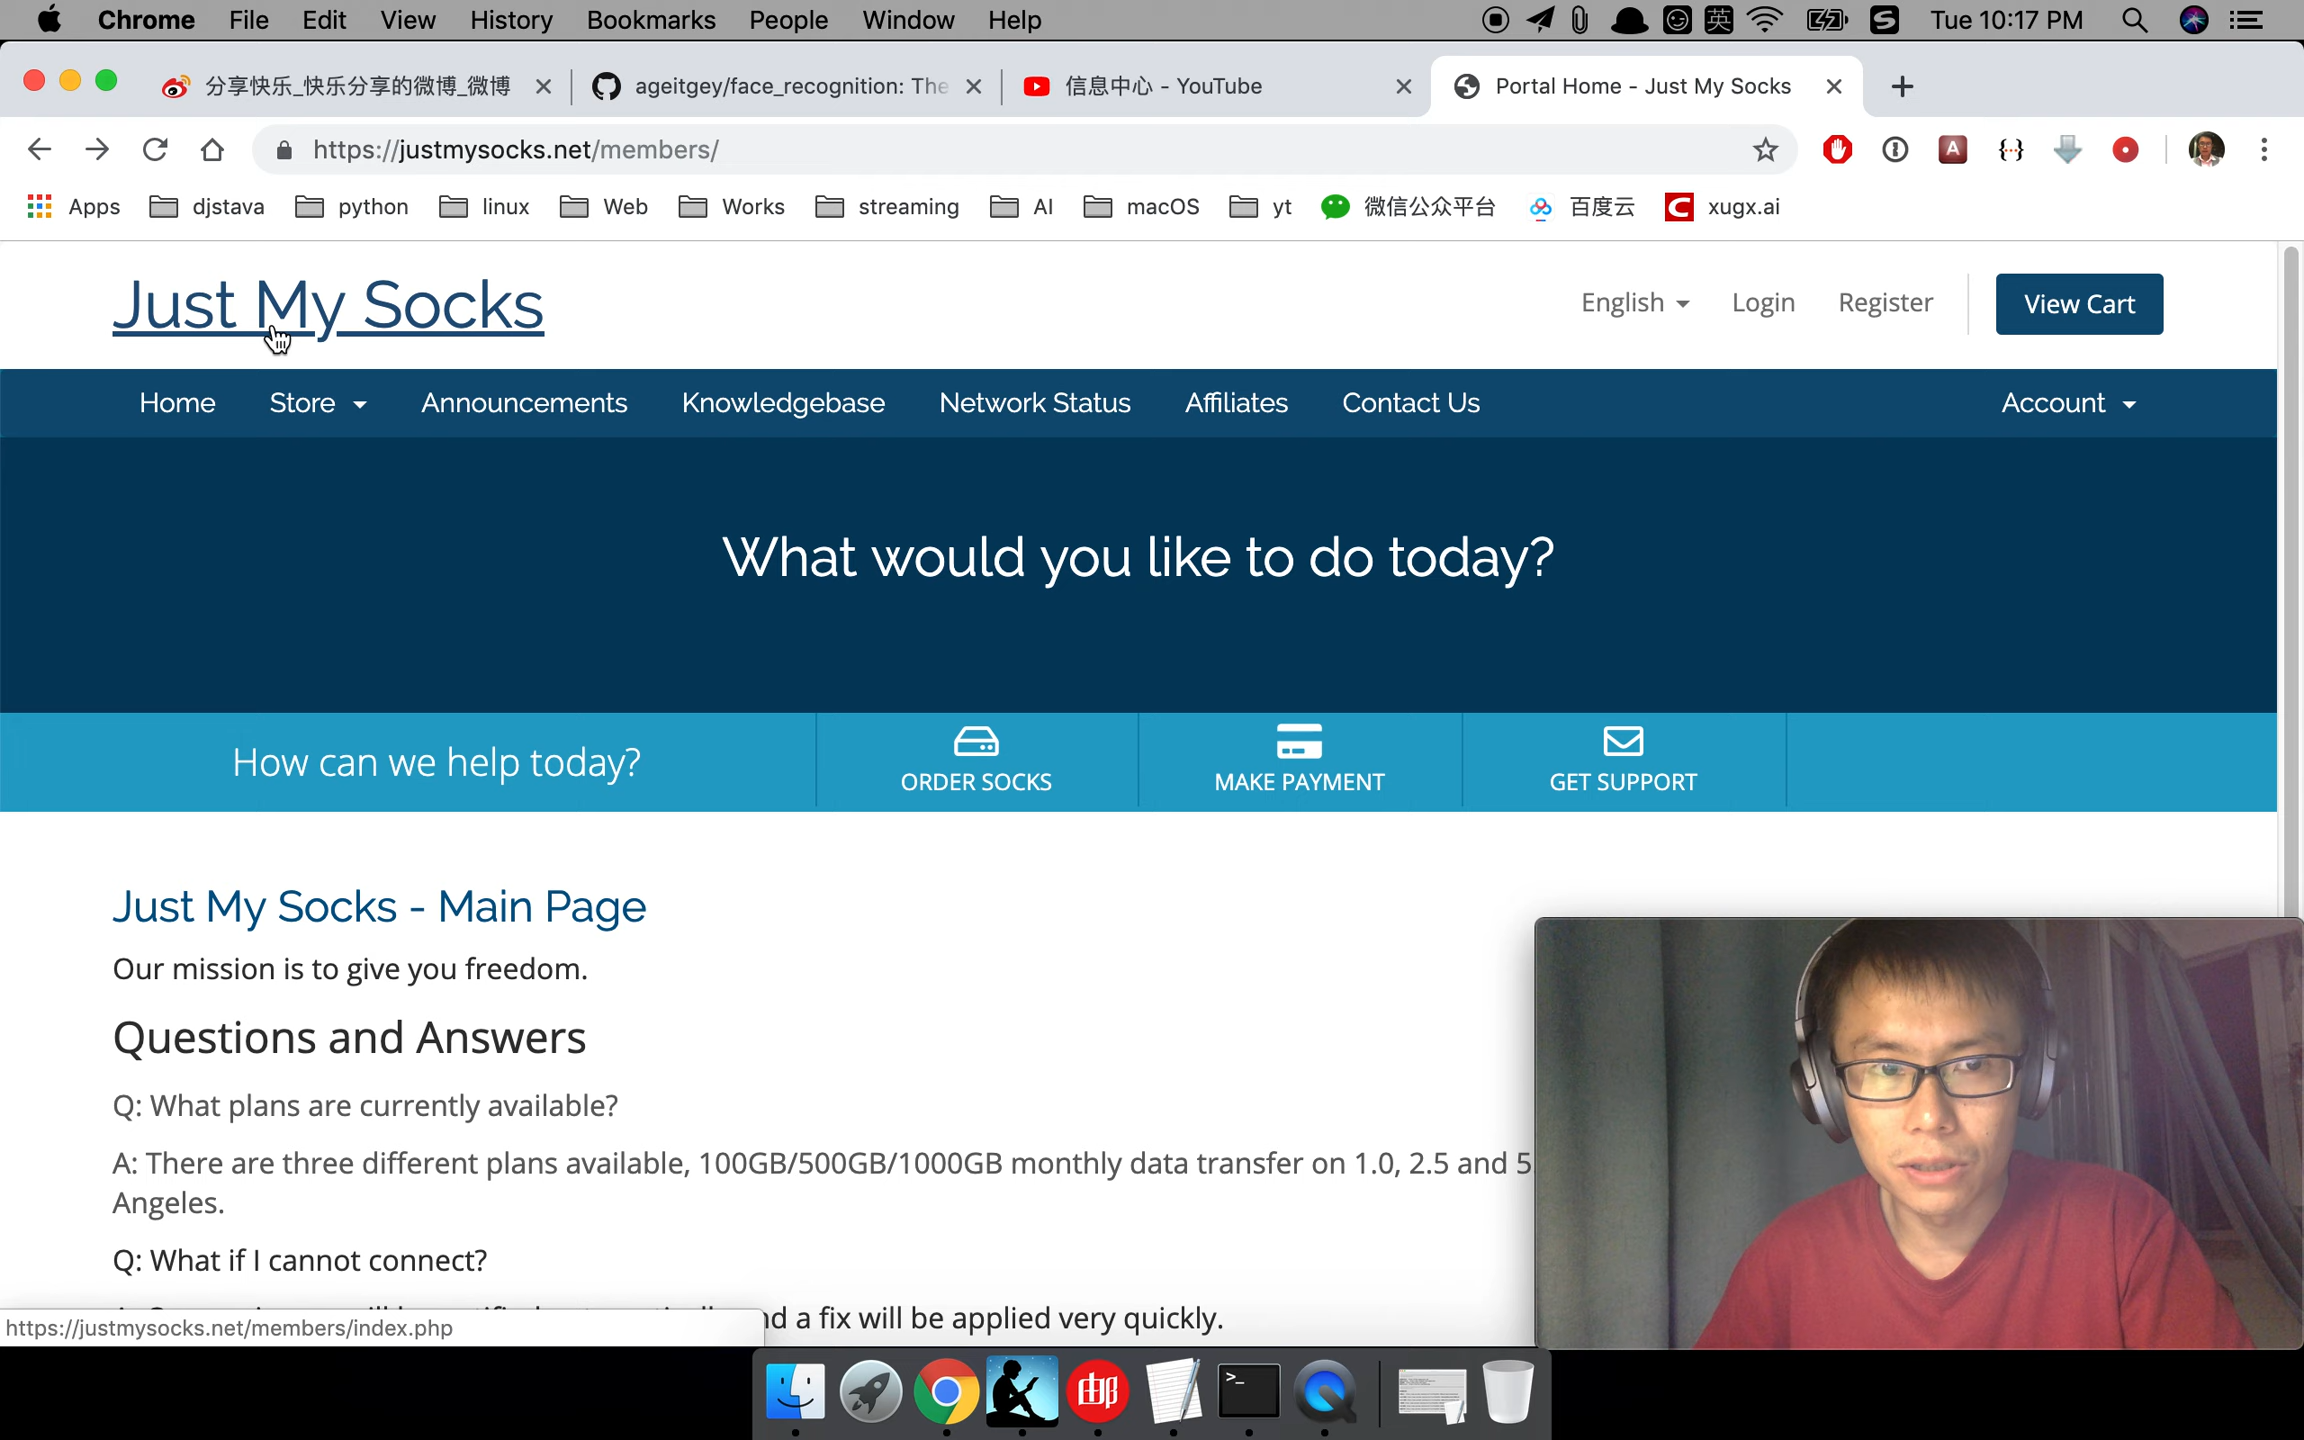 Chrome File Edit View History Bookmarks People Window Help 英 Tue 10:17 PM
分享快乐_快乐分享的微博_微博 ageitgey/face_recognition: The 信息中心 - YouTube Portal Home - Just My Socks
https://justmysocks.net/members/
Apps djstava python linux Web Works streaming AI macOS yt 微信公众平台 百度云 xugx.ai
Just My Socks
English Login Register View Cart
Home Store Announcements Knowledgebase Network Status Affiliates Contact Us Account
What would you like to do today?
How can we help today?
ORDER SOCKS MAKE PAYMENT GET SUPPORT
Just My Socks - Main Page
Our mission is to give you freedom.
Questions and Answers
Q: What plans are currently available?
A: There are three different plans available, 100GB/500GB/1000GB monthly data transfer on 1.0, 2.5 and 5
Angeles.
Q: What if I cannot connect?
a fix will be applied very quickly.
https://justmysocks.net/members/index.php